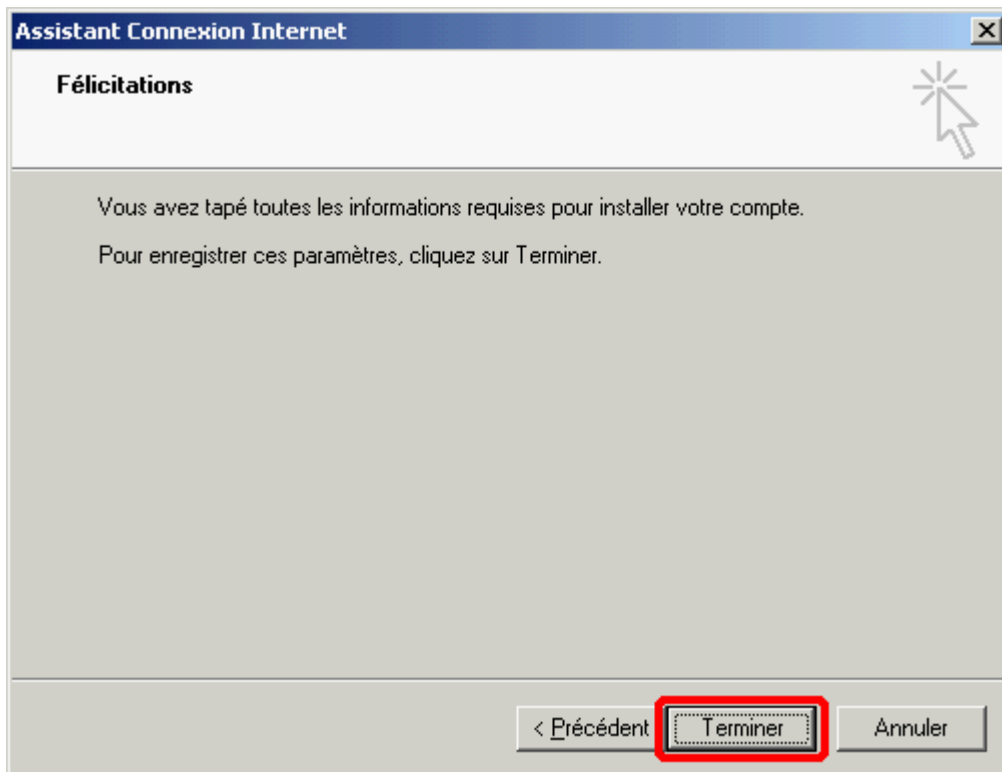 Assistant Connexion Internet
Félicitations
Vous avez tapé toutes les informations requises pour installer votre compte.
Pour enregistrer ces paramètres, cliquez sur Terminer.
< Précédent Terminer Annuler